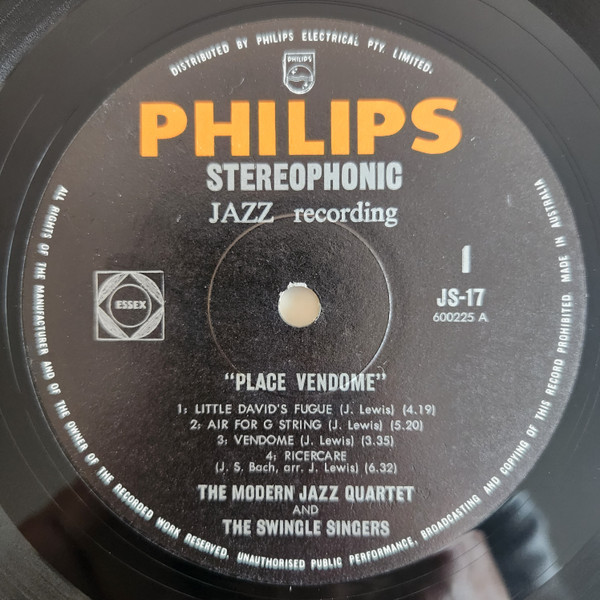 DISTRIBUTED BY PHILIPS ELECTRICAL PTY. LIMITED.
PHILIPS
PHILIPS
STEREOPHONIC
JAZZ recording
1
JS-17
600225 A
ESSEX
"PLACE VENDOME"
1; LITTLE DAVID'S FUGUE (J. Lewis) (4.19)
2; AIR FOR G STRING (J. Lewis) (5.20)
3; VENDOME (J. Lewis) (3.35)
4; RICERCARE
(J. S. Bach, arr. J. Lewis) (6.32)
THE MODERN JAZZ QUARTET
AND
THE SWINGLE SINGERS
ALL RIGHTS OF THE MANUFACTURER AND OF THE OWNER OF THE RECORDED WORK RESERVED. UNAUTHORISED PUBLIC PERFORMANCE, BROADCASTING AND COPYING OF THIS RECORD PROHIBITED. MADE IN AUSTRALIA